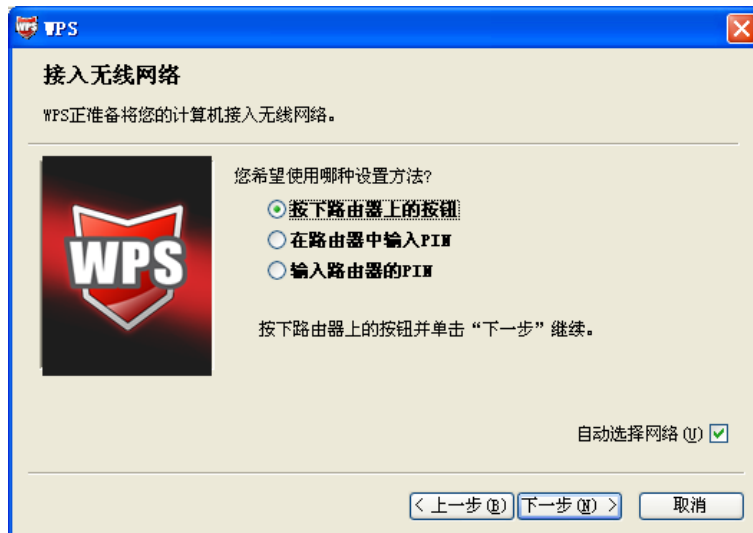 WPS
接入无线网络
WPS正准备将您的计算机接入无线网络。
WPS
您希望使用哪种设置方法?
按下路由器上的按钮
在路由器中输入PIN
输入路由器的PIN
按下路由器上的按钮并单击“下一步”继续。
自动选择网络(U)
< 上一步(B)
下一步(N) >
取消